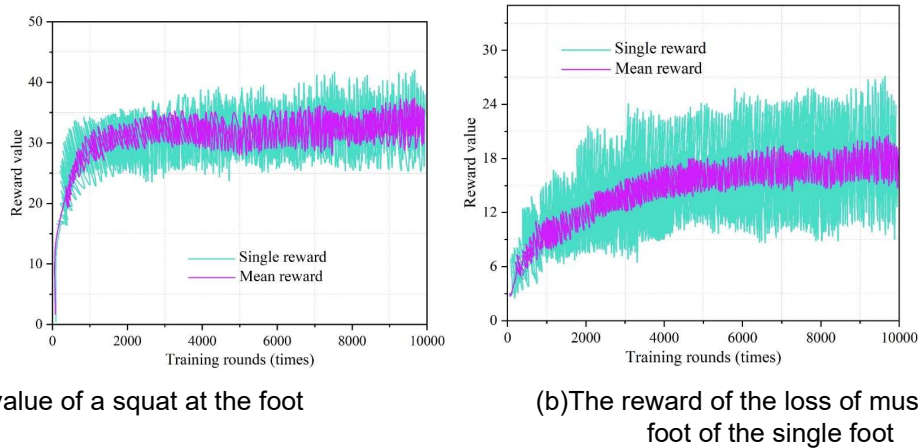 50
40
30
20
10
0
Reward value
Single reward
Mean reward
0 2000 4000 6000 8000 10000
Training rounds (times)
30
24
18
12
6
0
Reward value
Single reward
Mean reward
0 2000 4000 6000 8000 10000
Training rounds (times)
value of a squat at the foot
(b)The reward of the loss of mus
foot of the single foot